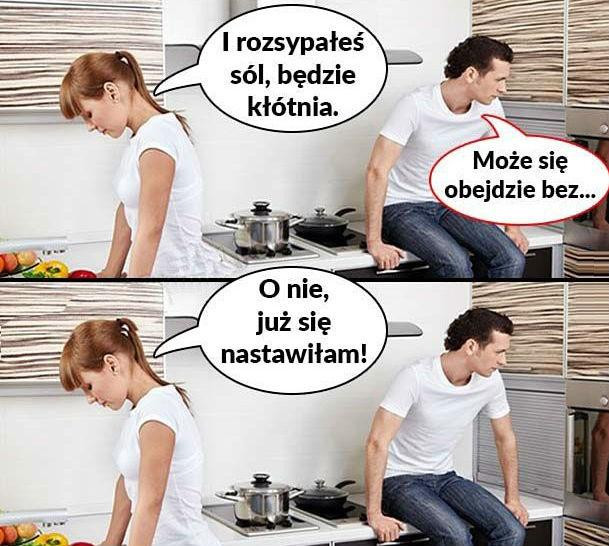 I rozsypałeś
sól, będzie
kłótnia.
Może się
obejdzie bez...
O nie,
już się
nastawiłam!